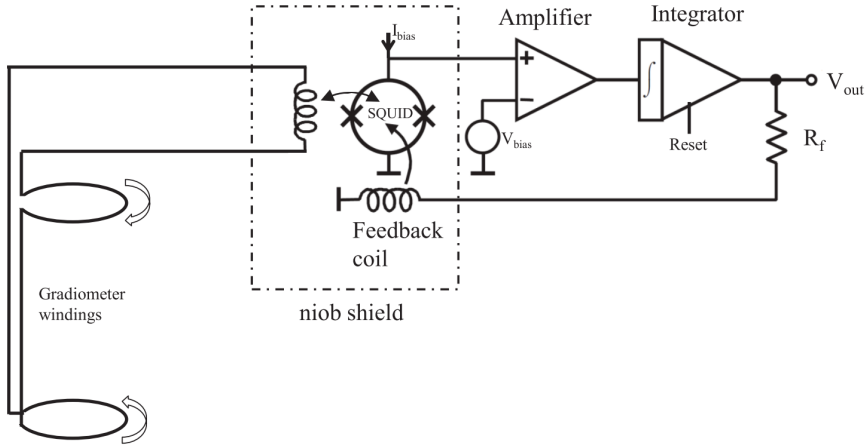 Amplifier
Integrator
I_bias
SQUID
+
−
V_bias
∫
Reset
V_out
R_f
Feedback
coil
Gradiometer
windings
niob shield